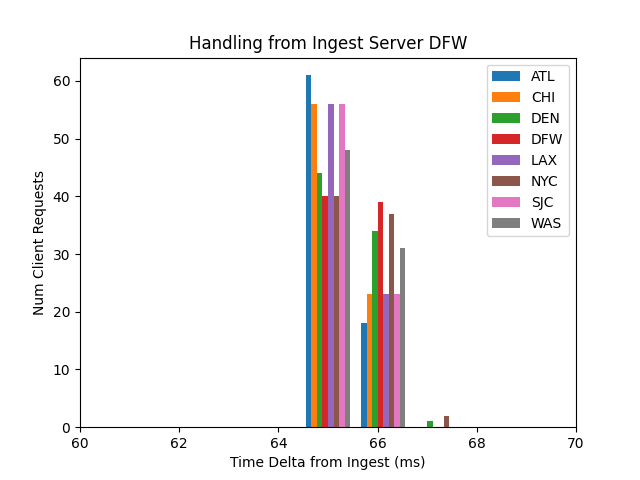 Handling from Ingest Server DFW
Num Client Requests
60
50
40
30
20
10
0
60 62 64 66 68 70
Time Delta from Ingest (ms)
ATL
CHI
DEN
DFW
LAX
NYC
SJC
WAS